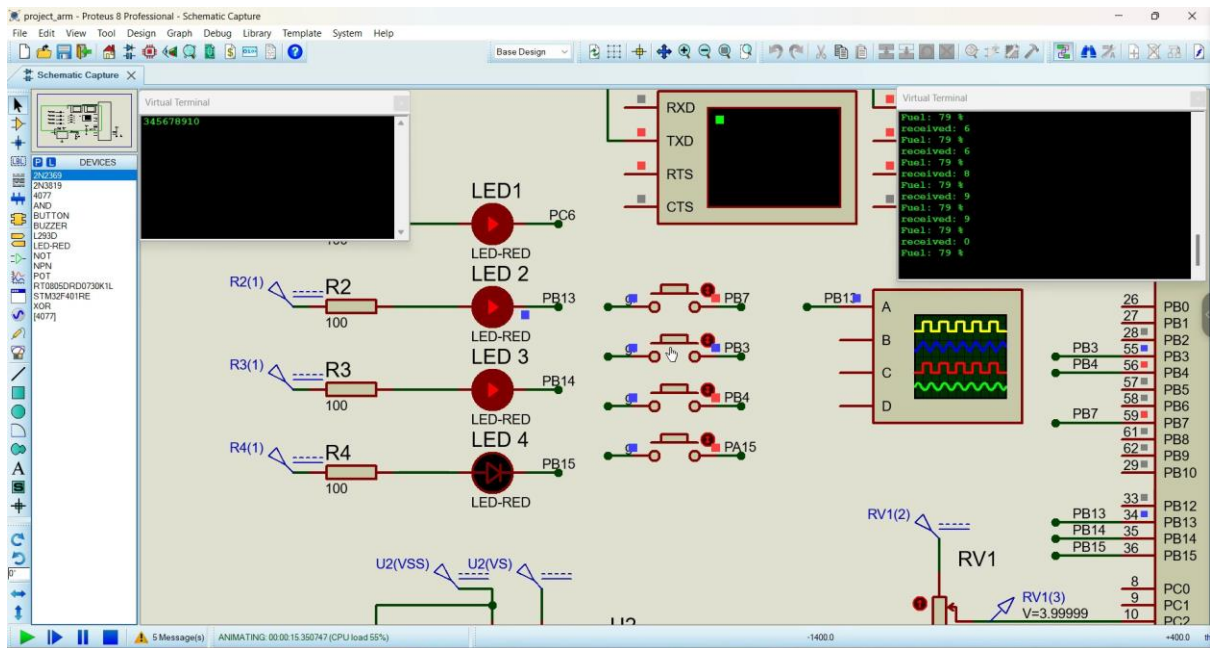 project_arm - Proteus 8 Professional - Schematic Capture
File Edit View Tool Design Graph Debug Library Template System Help
Base Design
Schematic Capture
Virtual Terminal
345678910
P L DEVICES
2N2369
2N3819
4077
AND
BUTTON
BUZZER
L293D
LED-RED
NOT
NPN
POT
RT0805DRD0730K1L
STM32F401RE
XOR
[4077]
LED1
PC6
100
LED-RED
R2(1)
R2
100
LED 2
PB13
LED-RED
R3(1)
R3
100
LED 3
PB14
LED-RED
R4(1)
R4
100
LED 4
PB15
LED-RED
RXD
TXD
RTS
CTS
Virtual Terminal
Fuel: 79 %
received: 6
Fuel: 79 %
received: 6
Fuel: 79 %
received: 8
Fuel: 79 %
received: 9
Fuel: 79 %
received: 9
Fuel: 79 %
received: 0
Fuel: 79 %
g PB7
g PB3
g PB4
g PA15
PB13
A
B
C
D
26 PB0
27 PB1
28 PB2
PB3 55 PB3
PB4 56 PB4
57 PB5
58 PB6
PB7 59 PB7
61 PB8
62 PB9
29 PB10
33 PB12
PB13 34 PB13
PB14 35 PB14
PB15 36 PB15
8 PC0
9 PC1
10 PC2
RV1(2)
RV1
RV1(3)
V=3.99999
U2(VSS)
U2(VS)
U2
5 Message(s)
ANIMATING: 00:00:15.350747 (CPU load 55%)
-1400.0
+400.0
th